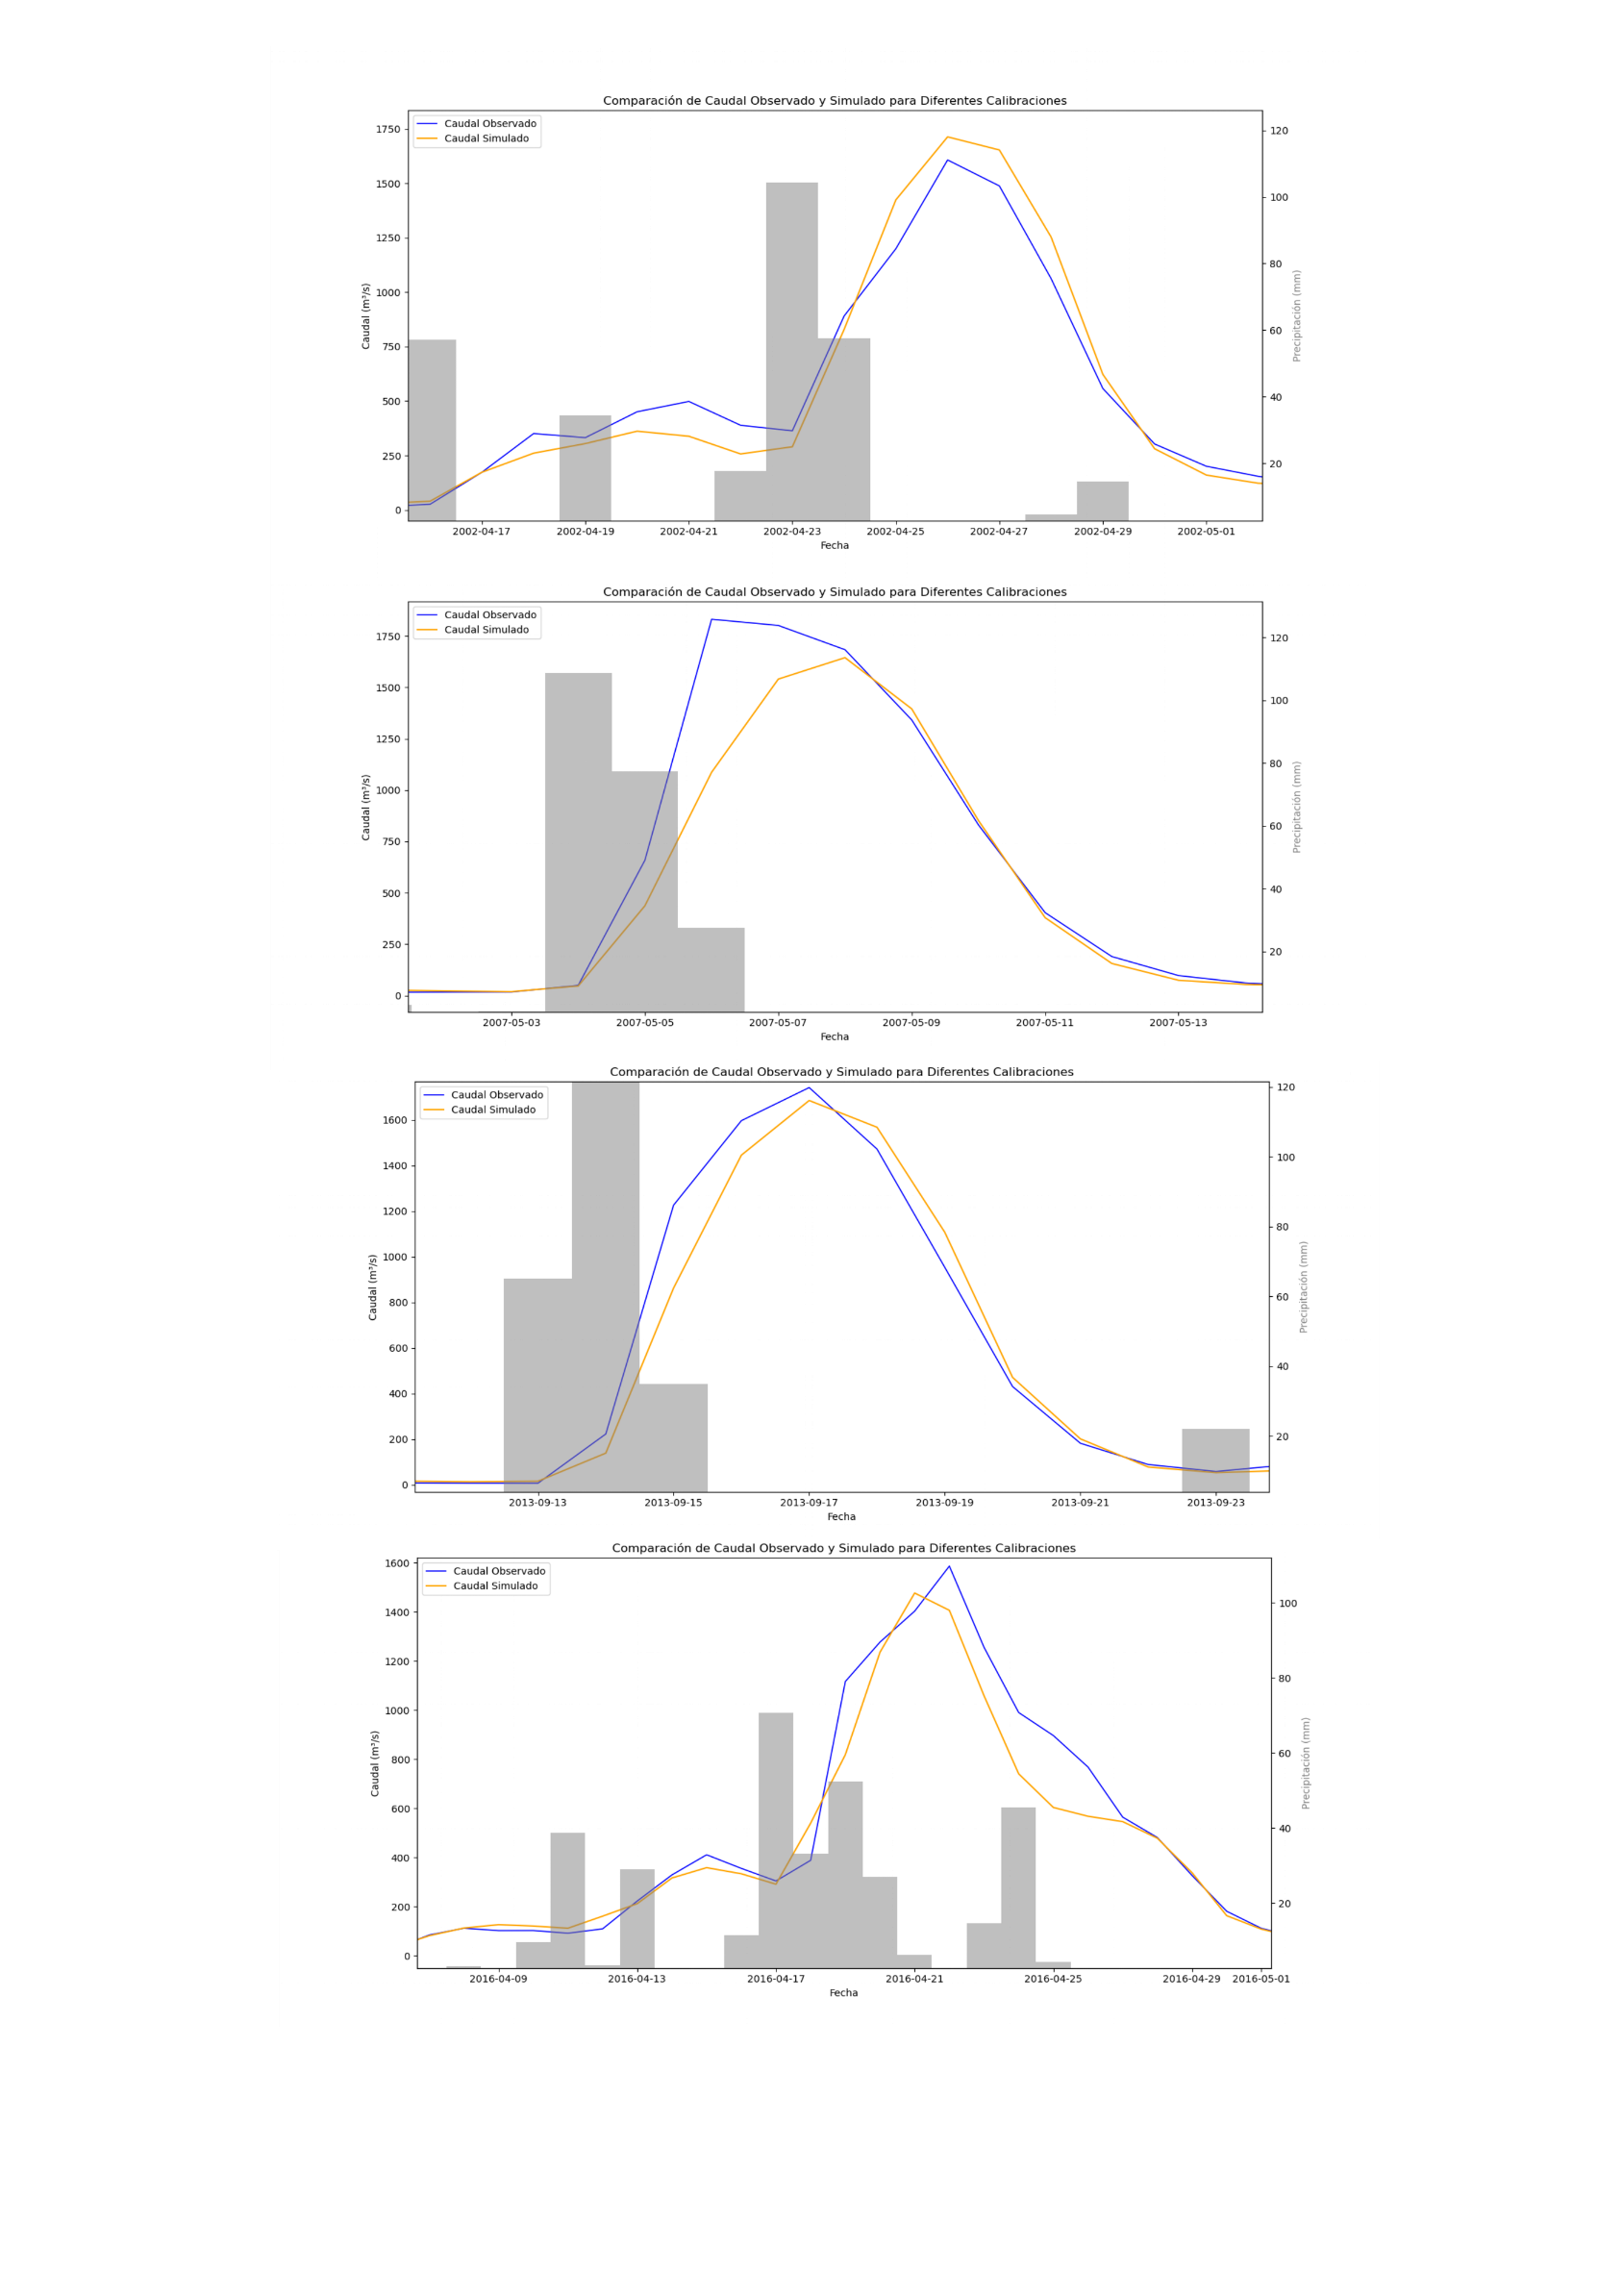 Comparación de Caudal Observado y Simulado para Diferentes Calibraciones
Caudal Observado
Caudal Simulado
1750
1500
1250
1000
750
500
250
0
Caudal (m³/s)
120
100
80
60
40
20
Precipitación (mm)
2002-04-17 2002-04-19 2002-04-21 2002-04-23 2002-04-25 2002-04-27 2002-04-29 2002-05-01
Fecha
Comparación de Caudal Observado y Simulado para Diferentes Calibraciones
Caudal Observado
Caudal Simulado
1750
1500
1250
1000
750
500
250
0
Caudal (m³/s)
120
100
80
60
40
20
Precipitación (mm)
2007-05-03 2007-05-05 2007-05-07 2007-05-09 2007-05-11 2007-05-13
Fecha
Comparación de Caudal Observado y Simulado para Diferentes Calibraciones
Caudal Observado
Caudal Simulado
1600
1400
1200
1000
800
600
400
200
0
Caudal (m³/s)
120
100
80
60
40
20
Precipitación (mm)
2013-09-13 2013-09-15 2013-09-17 2013-09-19 2013-09-21 2013-09-23
Fecha
Comparación de Caudal Observado y Simulado para Diferentes Calibraciones
Caudal Observado
Caudal Simulado
1600
1400
1200
1000
800
600
400
200
0
Caudal (m³/s)
100
80
60
40
20
Precipitación (mm)
2016-04-09 2016-04-13 2016-04-17 2016-04-21 2016-04-25 2016-04-29 2016-05-01
Fecha